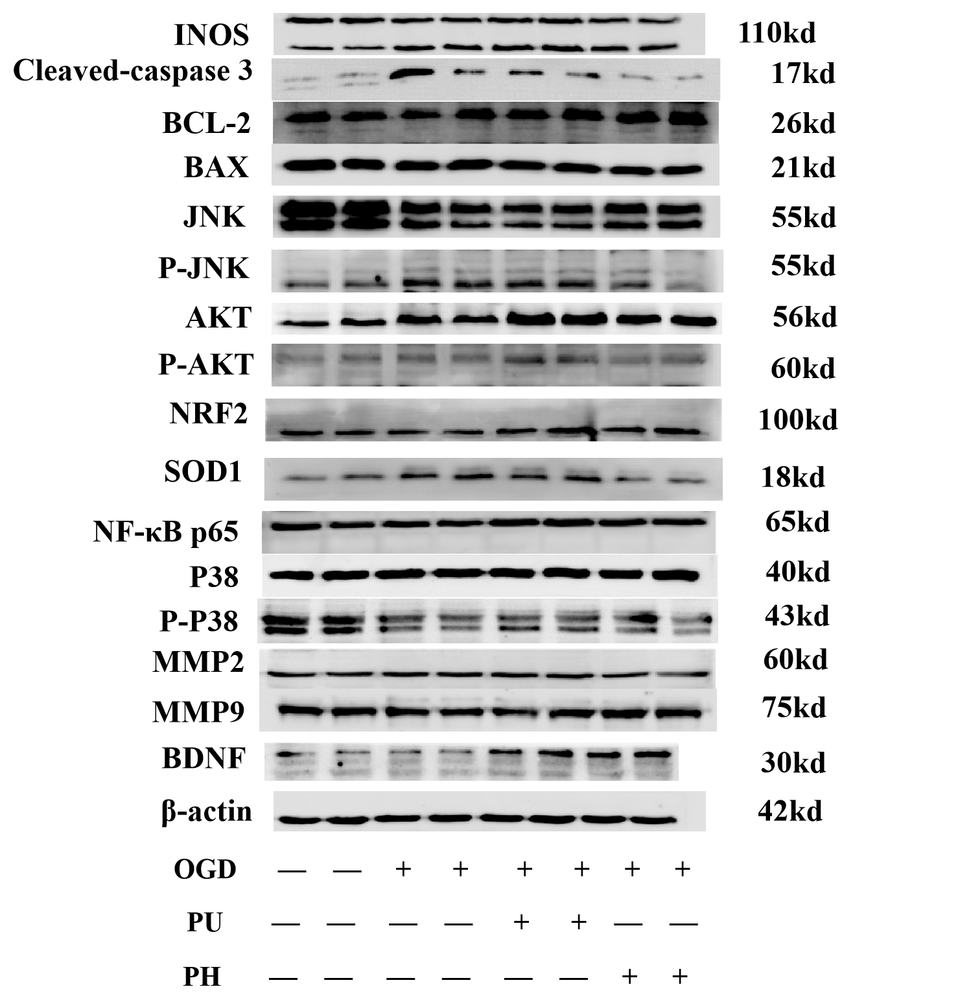 INOS 110kd
Cleaved-caspase 3 17kd
BCL-2 26kd
BAX 21kd
JNK 55kd
P-JNK 55kd
AKT 56kd
P-AKT 60kd
NRF2 100kd
SOD1 18kd
NF-κB p65 65kd
P38 40kd
P-P38 43kd
MMP2 60kd
MMP9 75kd
BDNF 30kd
β-actin 42kd
OGD — — + + + + + +
PU — — — — + + — —
PH — — — — — — + +